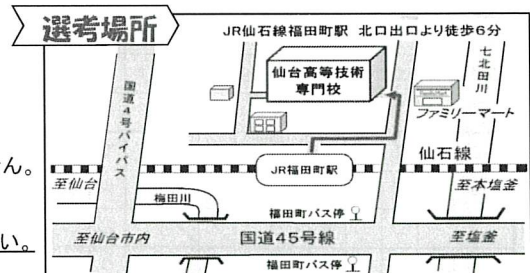 選考場所
JR仙石線福田町駅 北口出口より徒歩6分
仙台高等技術
専門校
国道4号バイパス
七北田川
FamilyMart
ファミリーマート
仙石線
ん。
JR福田町駅
至仙台
至本塩釜
梅田川
福田町バス停
い。
至仙台市内
国道45号線
至塩釜
福田町バス停